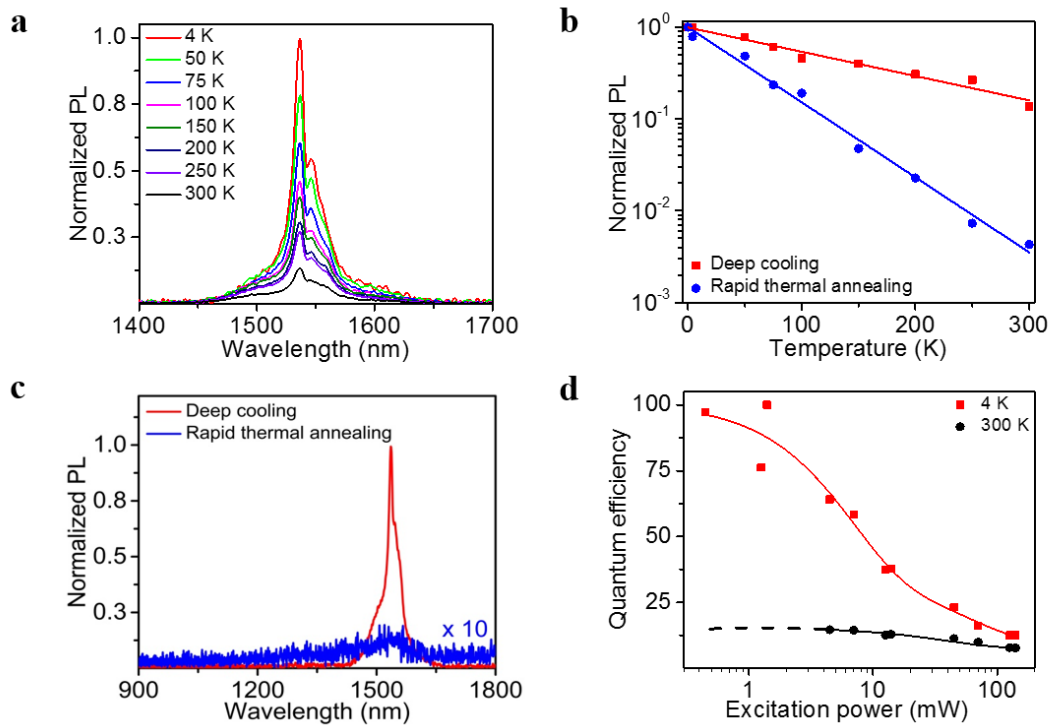 a
Normalized PL
1.0
0.8
0.5
0.3
4 K
50 K
75 K
100 K
150 K
200 K
250 K
300 K
1400 1500 1600 1700
Wavelength (nm)
b
Normalized PL
10⁰
10⁻¹
10⁻²
10⁻³
Deep cooling
Rapid thermal annealing
0 100 200 300
Temperature (K)
c
Normalized PL
1.0
0.8
0.5
0.3
Deep cooling
Rapid thermal annealing
x 10
900 1200 1500 1800
Wavelength (nm)
d
Quantum efficiency
100
75
50
25
4 K
300 K
1 10 100
Excitation power (mW)